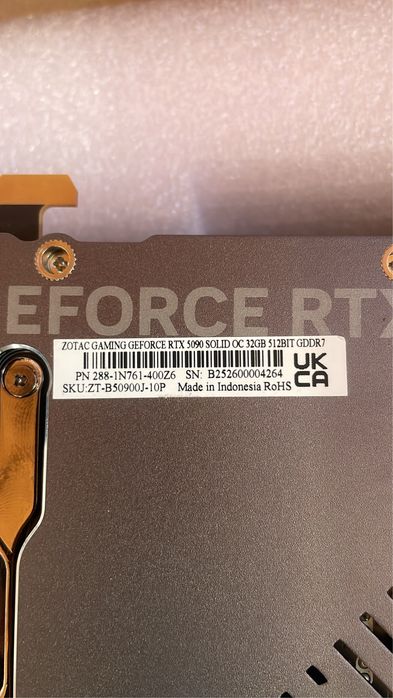 EFORCE RTX
ZOTAC GAMING GEFORCE RTX 5090 SOLID OC 32GB 512BIT GDDR7
PN 288-1N761-400Z6 SN: B252600004264
SKU:ZT-B50900J-10P Made in Indonesia RoHS
UK
CA